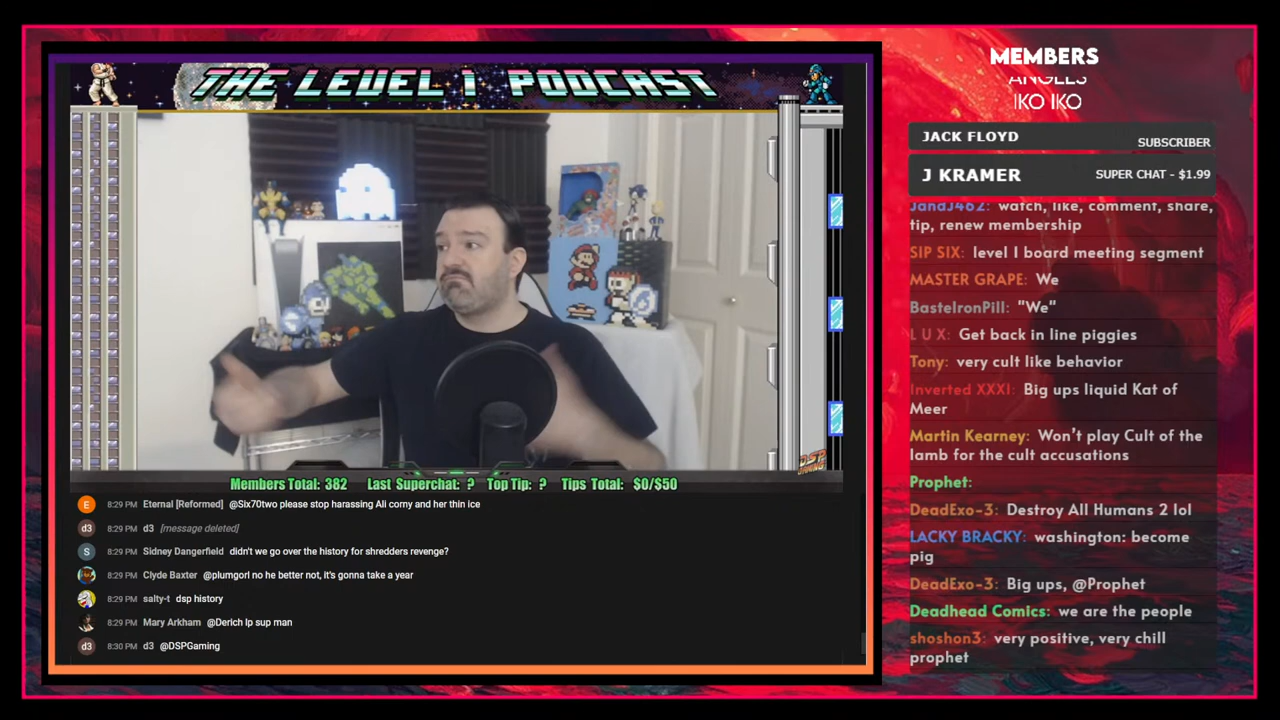 THE LEVEL 1 PODCAST
DSP
GAMING
Members Total: 382 Last Superchat: ? Top Tip: ? Tips Total: $0/$50
E 8:29 PM Eternal [Reformed] @Six70two please stop harassing Ali corny and her thin ice
d3 8:29 PM d3 [message deleted]
S 8:29 PM Sidney Dangerfield didn't we go over the history for shredders revenge?
8:29 PM Clyde Baxter @plumgorl no he better not, it's gonna take a year
8:29 PM salty-t dsp history
8:29 PM Mary Arkham @Derich lp sup man
d3 8:30 PM d3 @DSPGaming
MEMBERS
ANGLES
IKO IKO
JACK FLOYD SUBSCRIBER
J KRAMER SUPER CHAT - $1.99
JandJ462: watch, like, comment, share,
tip, renew membership
SIP SIX: level 1 board meeting segment
MASTER GRAPE: We
BasteIronPill: "We"
L U X: Get back in line piggies
Tony: very cult like behavior
Inverted XXXI: Big ups liquid Kat of
Meer
Martin Kearney: Won't play Cult of the
lamb for the cult accusations
Prophet:
DeadExo-3: Destroy All Humans 2 lol
LACKY BRACKY: washington: become
pig
DeadExo-3: Big ups, @Prophet
Deadhead Comics: we are the people
shoshon3: very positive, very chill
prophet